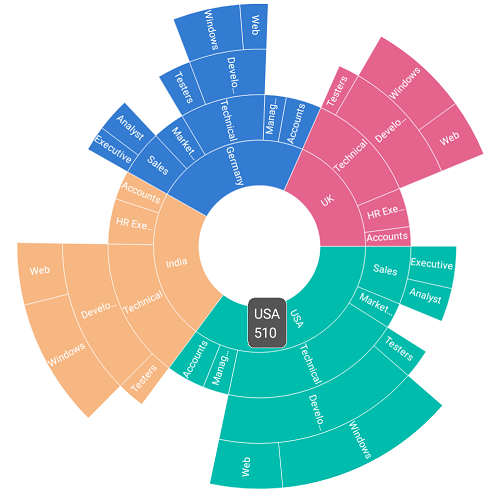 Windows
Web
Testers
Develo...
Analyst
Executive
Sales
Market...
Technical
Manag...
Accounts
Germany
Windows
Web
Testers
Develo...
Technical
HR Exe...
Accounts
UK
Accounts
HR Exe...
India
Technical
Develo...
Web
Windows
Testers
Executive
Analyst
Sales
Market...
USA
USA
510
Technical
Testers
Accounts
Manag...
Develo...
Web
Windows